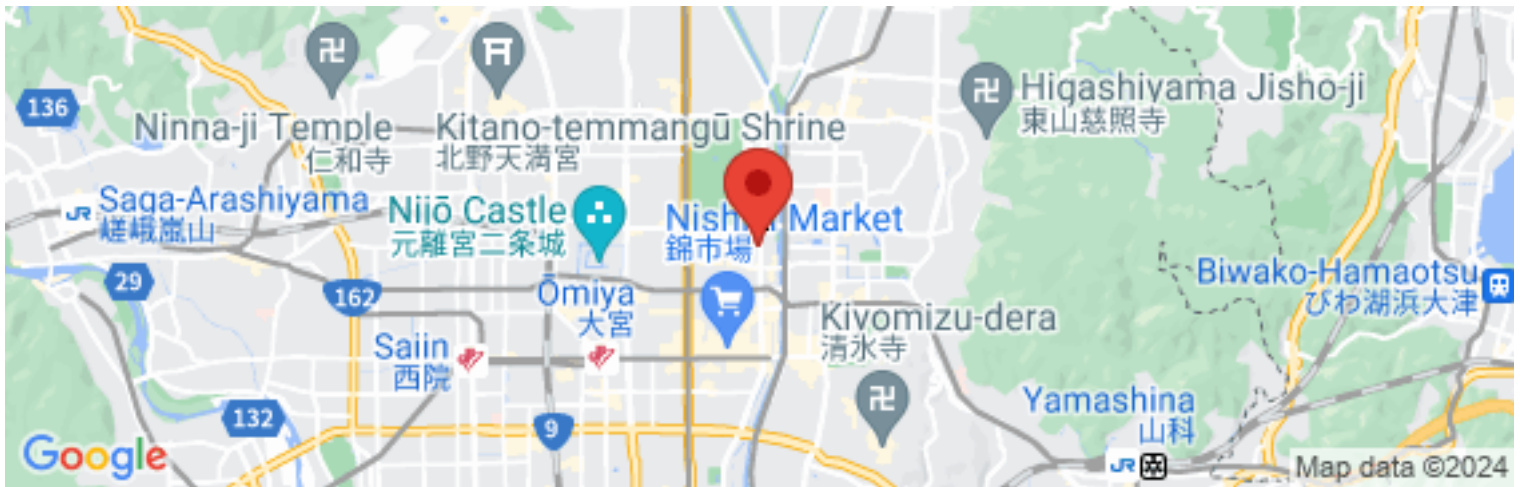 136
Ninna-ji Temple
仁和寺
Kitano-temmangū Shrine
北野天満宮
Higashiyama Jisho-ji
東山慈照寺
JR Saga-Arashiyama
嵯峨嵐山
Nijō Castle
元離宮二条城
Market
錦市場
29
162
Ōmiya
大宮
Biwako-Hamaotsu
びわ湖浜大津
Kiyomizu-dera
清水寺
Saiin
西院
132
9
Yamashina
山科
JR
Google
Map data ©2024